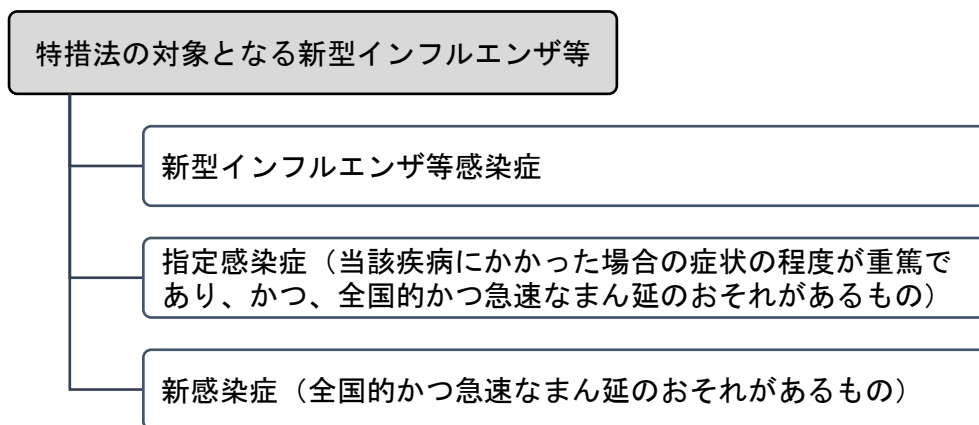 特措法の対象となる新型インフルエンザ等
新型インフルエンザ等感染症
指定感染症（当該疾病にかかった場合の症状の程度が重篤で
あり、かつ、全国的かつ急速なまん延のおそれがあるもの）
新感染症（全国的かつ急速なまん延のおそれがあるもの）